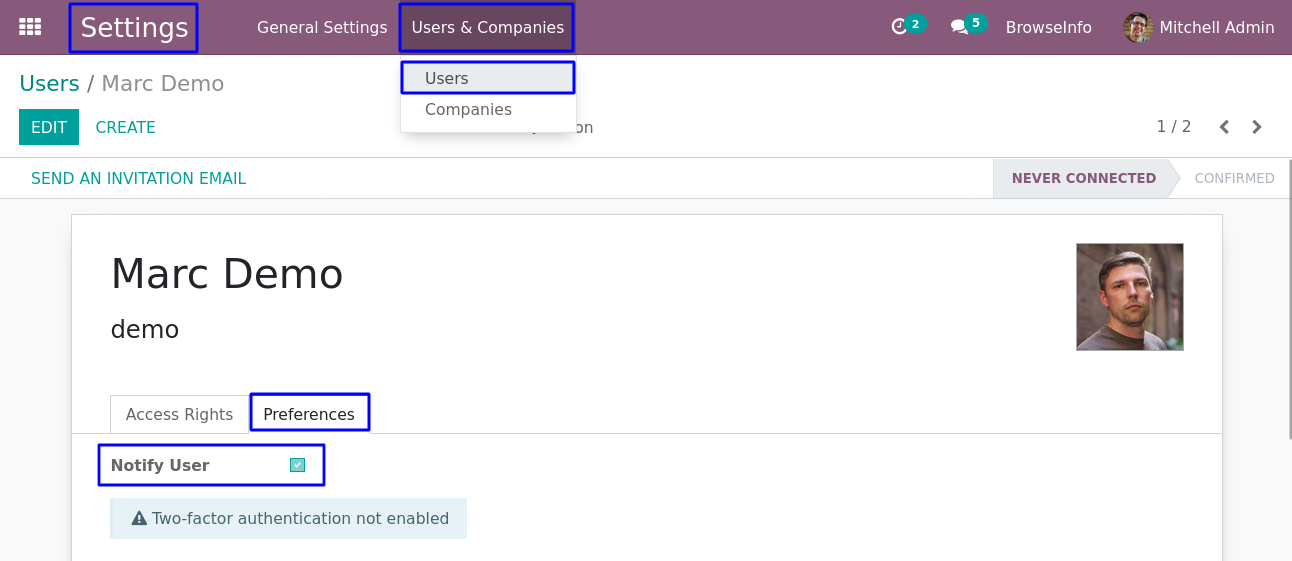 Settings General Settings Users & Companies 2 5 BrowseInfo Mitchell Admin
Users / Marc Demo
Users
Companies
EDIT CREATE 1 / 2
SEND AN INVITATION EMAIL NEVER CONNECTED CONFIRMED
Marc Demo
demo
Access Rights Preferences
Notify User
Two-factor authentication not enabled